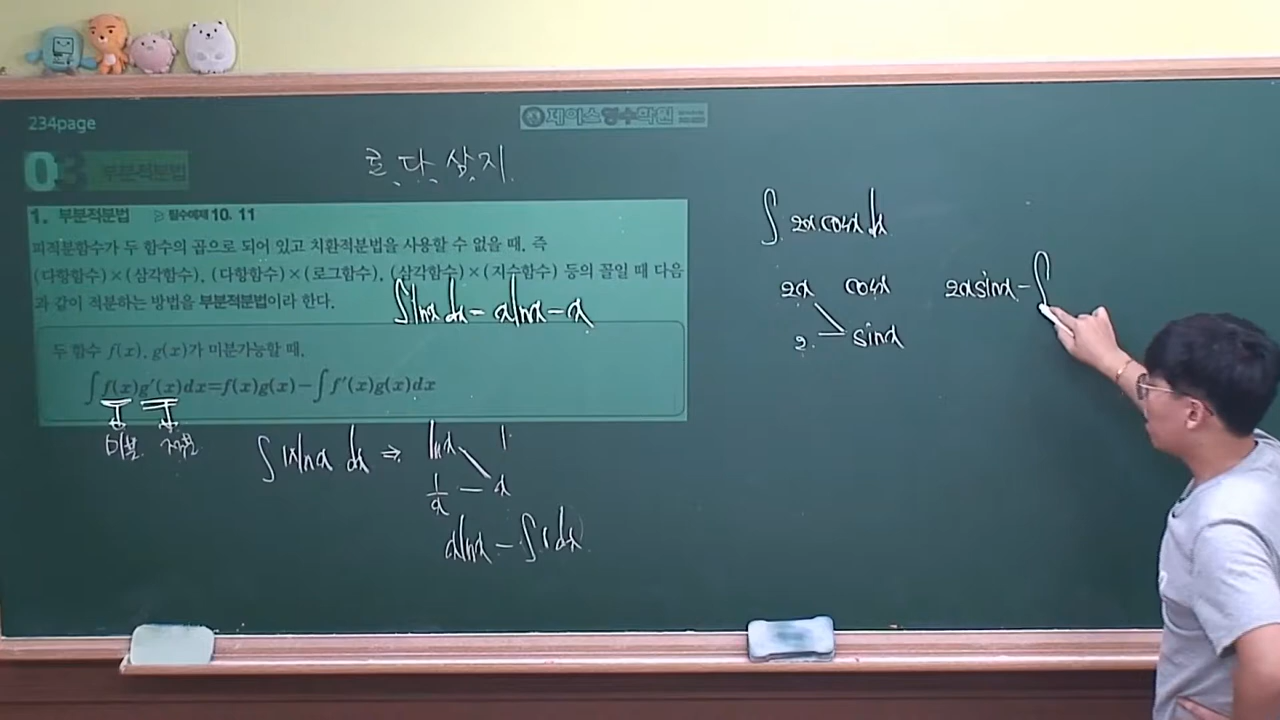 234page
제이스영수학원
03 부분적분법
로 다 삼 지
1. 부분적분법 ▷ 필수예제 10. 11
피적분함수가 두 함수의 곱으로 되어 있고 치환적분법을 사용할 수 없을 때, 즉
(다항함수)×(삼각함수), (다항함수)×(로그함수), (삼각함수)×(지수함수) 등의 꼴일 때 다음
과 같이 적분하는 방법을 부분적분법이라 한다.
∫lnx dx = xlnx - x
두 함수 f(x), g(x)가 미분가능할 때,
∫f(x)g'(x)dx=f(x)g(x)-∫f'(x)g(x)dx
미분 적분
∫1×lnx dx ⇒ lnx 1
1/x — x
xlnx - ∫1dx
∫2x cosx dx
2x cosx
2 — sinx
2xsinx - ∫